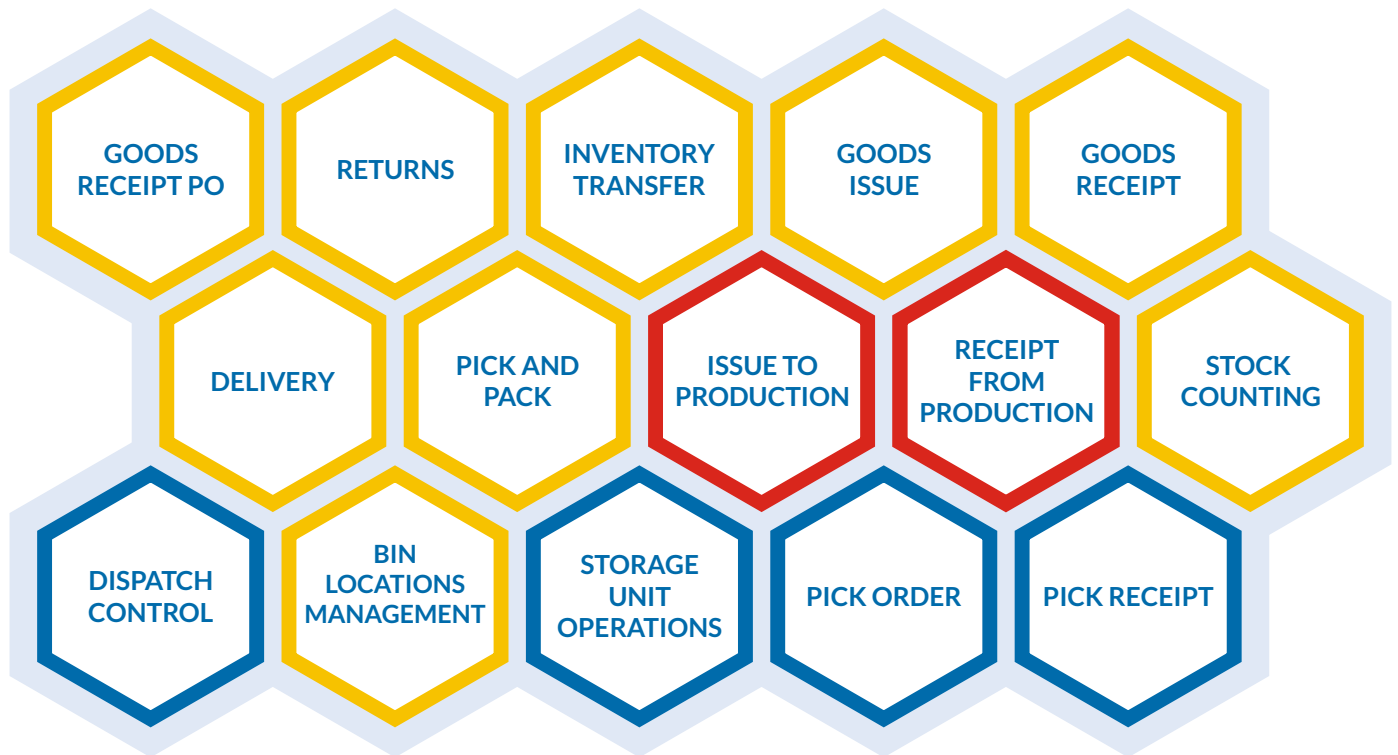 GOODS
RECEIPT PO
RETURNS
INVENTORY
TRANSFER
GOODS
ISSUE
GOODS
RECEIPT
DELIVERY
PICK AND
PACK
ISSUE TO
PRODUCTION
RECEIPT
FROM
PRODUCTION
STOCK
COUNTING
DISPATCH
CONTROL
BIN
LOCATIONS
MANAGEMENT
STORAGE
UNIT
OPERATIONS
PICK ORDER
PICK RECEIPT